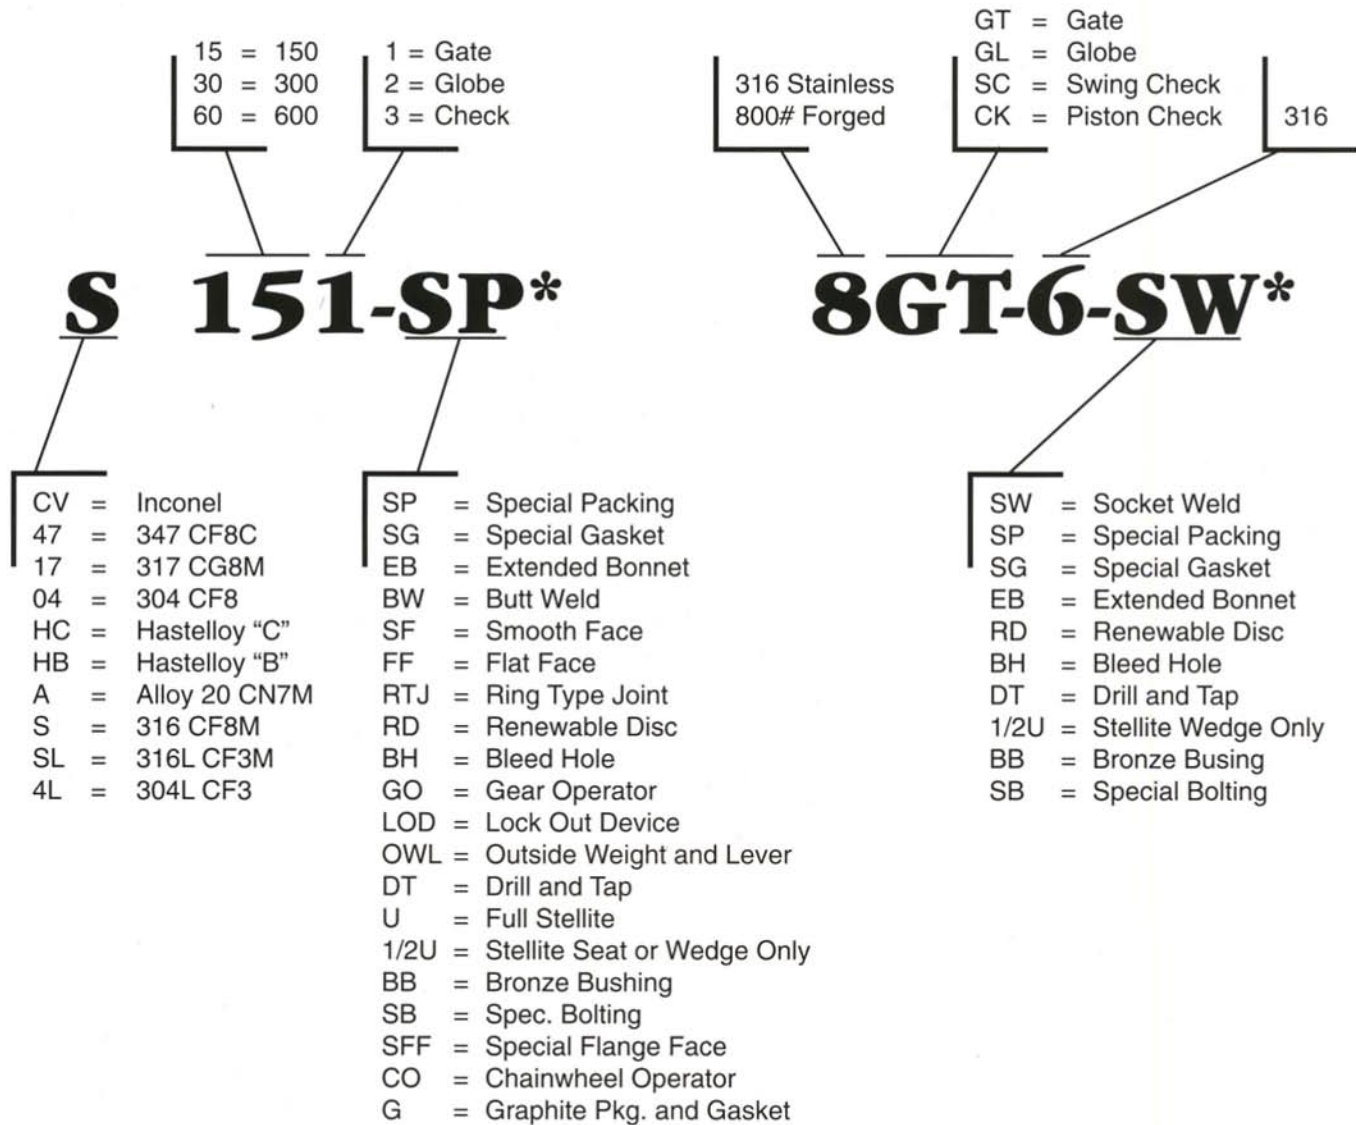 15 = 150
30 = 300
60 = 600
1 = Gate
2 = Globe
3 = Check
S 151-SP*
CV = Inconel
47 = 347 CF8C
17 = 317 CG8M
04 = 304 CF8
HC = Hastelloy “C”
HB = Hastelloy “B”
A = Alloy 20 CN7M
S = 316 CF8M
SL = 316L CF3M
4L = 304L CF3
SP = Special Packing
SG = Special Gasket
EB = Extended Bonnet
BW = Butt Weld
SF = Smooth Face
FF = Flat Face
RTJ = Ring Type Joint
RD = Renewable Disc
BH = Bleed Hole
GO = Gear Operator
LOD = Lock Out Device
OWL = Outside Weight and Lever
DT = Drill and Tap
U = Full Stellite
1/2U = Stellite Seat or Wedge Only
BB = Bronze Bushing
SB = Spec. Bolting
SFF = Special Flange Face
CO = Chainwheel Operator
G = Graphite Pkg. and Gasket
316 Stainless
800# Forged
GT = Gate
GL = Globe
SC = Swing Check
CK = Piston Check
316
8GT-6-SW*
SW = Socket Weld
SP = Special Packing
SG = Special Gasket
EB = Extended Bonnet
RD = Renewable Disc
BH = Bleed Hole
DT = Drill and Tap
1/2U = Stellite Wedge Only
BB = Bronze Busing
SB = Special Bolting